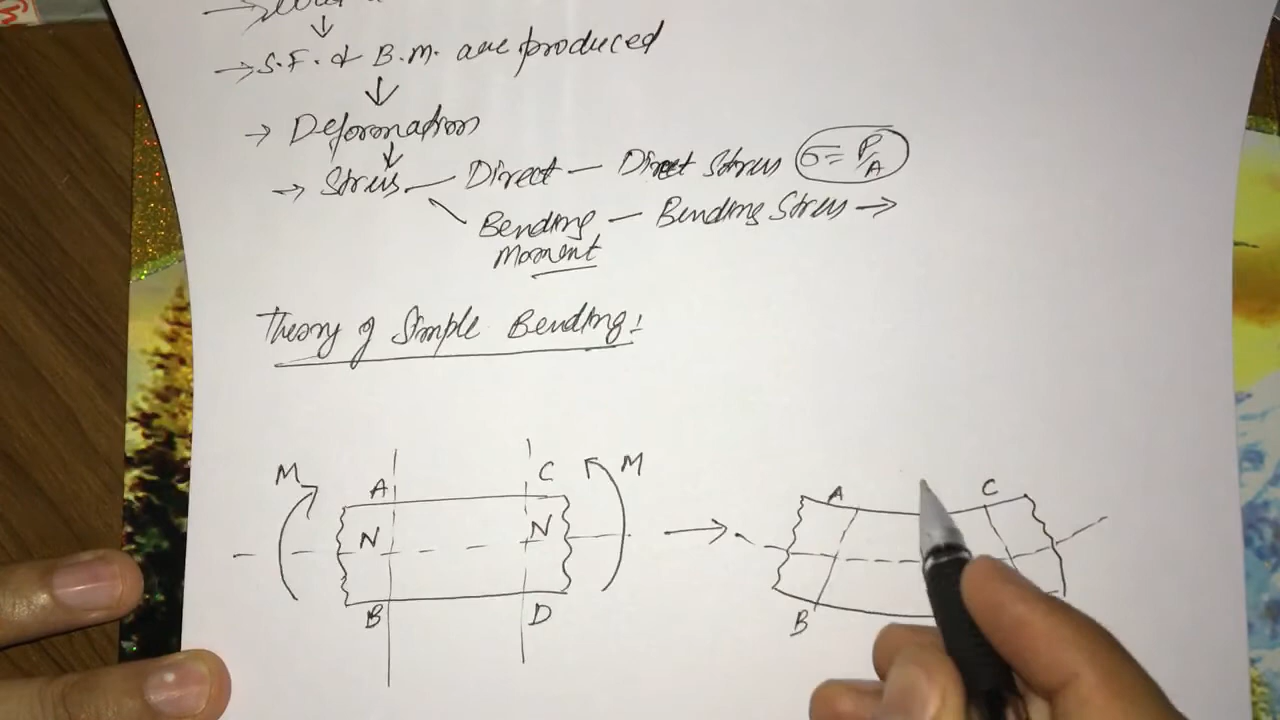 → S.F. & B.M. are produced
↓
→ Deformation
↓
→ Stress — Direct — Direct Stress σ = P/A
Bending Moment — Bending Stress →
Theory of Simple Bending:
M A C M
N N
B D
→
A C
B